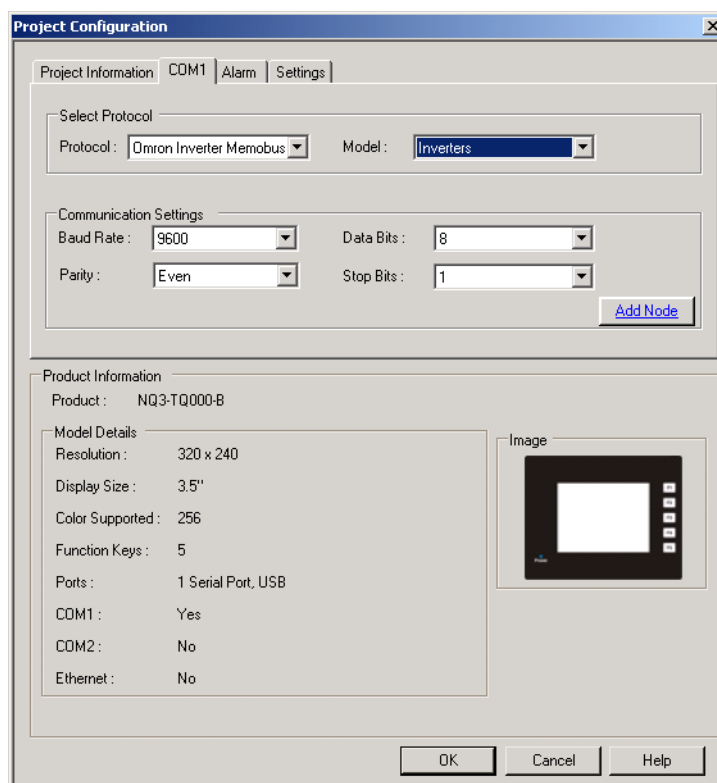 Project Configuration
Project Information COM1 Alarm Settings
Select Protocol
Protocol : Omron Inverter Memobus Model : Inverters
Communication Settings
Baud Rate : 9600 Data Bits : 8
Parity : Even Stop Bits : 1
Add Node
Product Information
Product : NQ3-TQ000-B
Model Details
Image
Resolution : 320 x 240
Display Size : 3.5''
Color Supported : 256
Function Keys : 5
Ports : 1 Serial Port, USB
COM1 : Yes
COM2 : No
Ethernet : No
OK Cancel Help